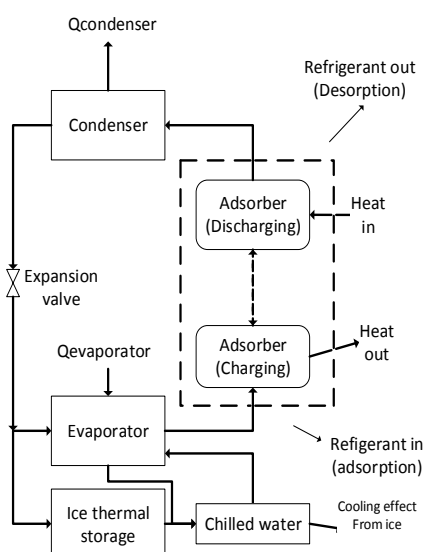 Qcondenser
Refrigerant out
(Desorption)
Condenser
Adsorber
(Discharging)
Heat
in
Expansion
valve
Qevaporator
Adsorber
(Charging)
Heat
out
Evaporator
Refigerant in
(adsorption)
Ice thermal
storage
Chilled water
Cooling effect
From ice